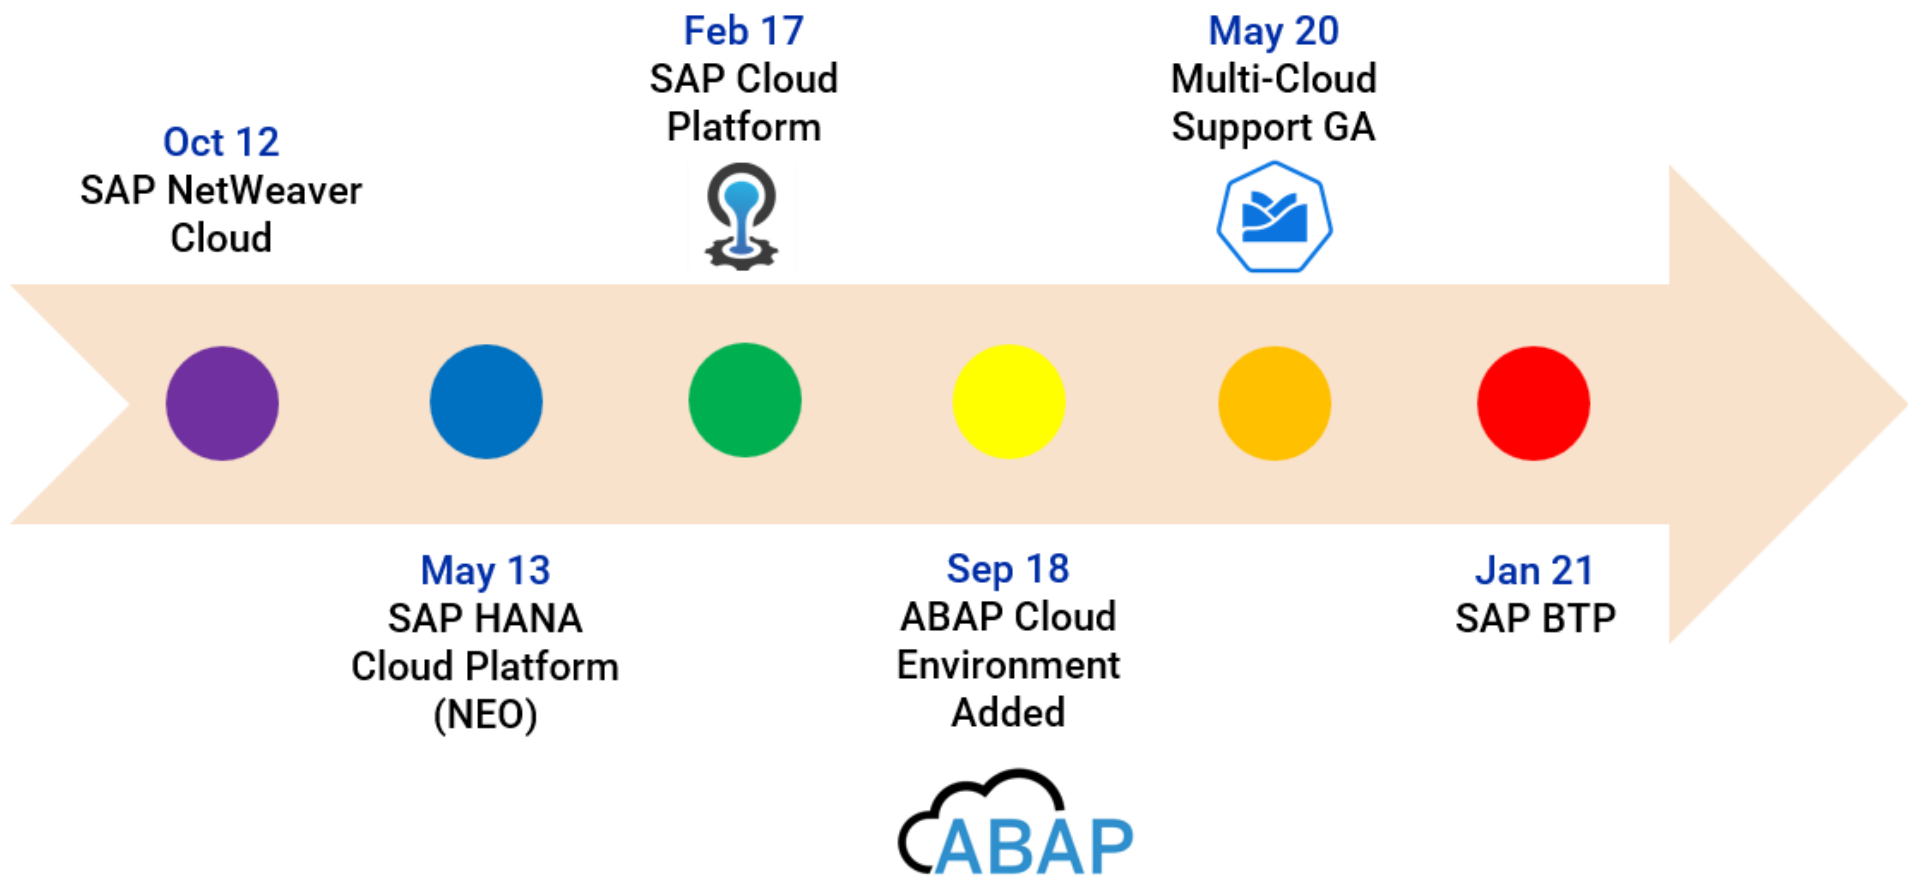 Oct 12
SAP NetWeaver
Cloud
May 13
SAP HANA
Cloud Platform
(NEO)
Feb 17
SAP Cloud
Platform
Sep 18
ABAP Cloud
Environment
Added
ABAP
May 20
Multi-Cloud
Support GA
Jan 21
SAP BTP